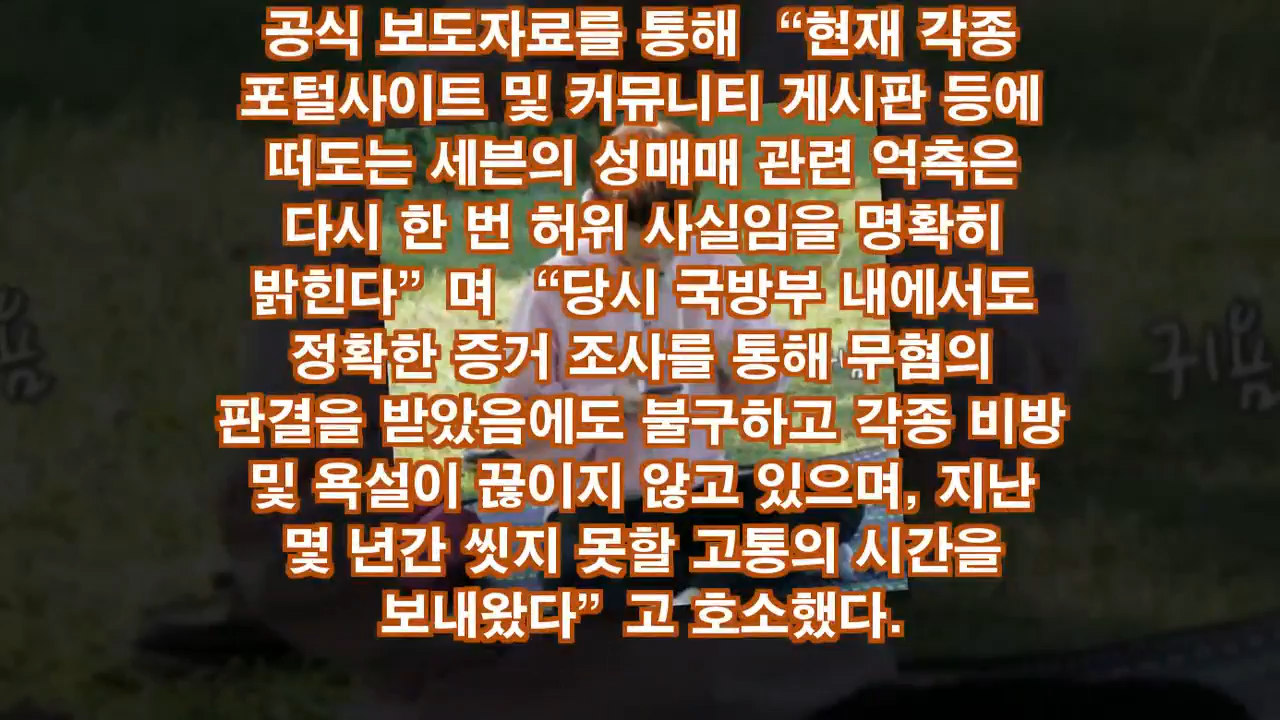 공식 보도자료를 통해 “현재 각종
포털사이트 및 커뮤니티 게시판 등에
떠도는 세븐의 성매매 관련 억측은
다시 한 번 허위 사실임을 명확히
밝힌다” 며 “당시 국방부 내에서도
정확한 증거 조사를 통해 무혐의
판결을 받았음에도 불구하고 각종 비방
및 욕설이 끊이지 않고 있으며, 지난
몇 년간 씻지 못할 고통의 시간을
보내왔다” 고 호소했다.
욤
귀욤